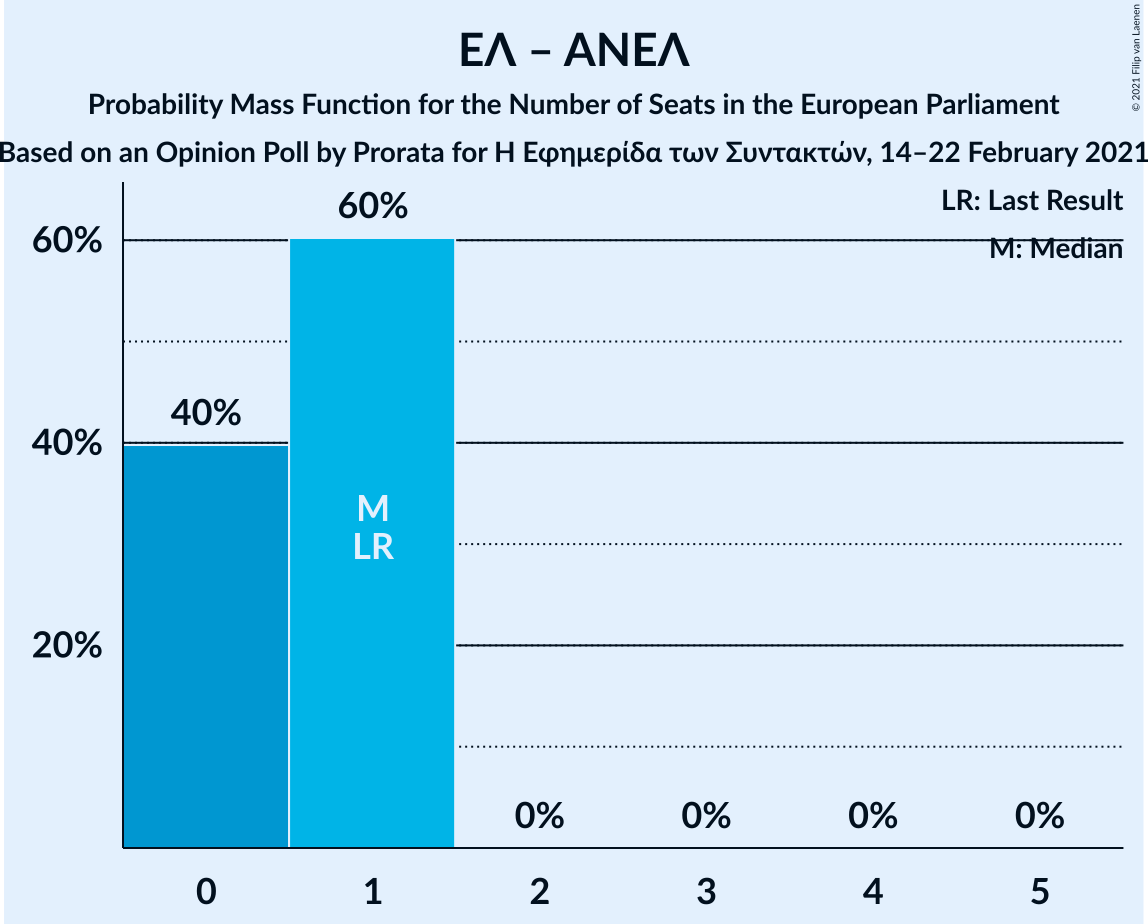 ΕΛ – ΑΝΕΛ
Probability Mass Function for the Number of Seats in the European Parliament
Based on an Opinion Poll by Prorata for Η Εφημερίδα των Συντακτών, 14–22 February 2021
© 2021 Filip van Laenen
LR: Last Result
M: Median
60%
40%
20%
40%
60%
M
LR
0%
0%
0%
0%
0
1
2
3
4
5